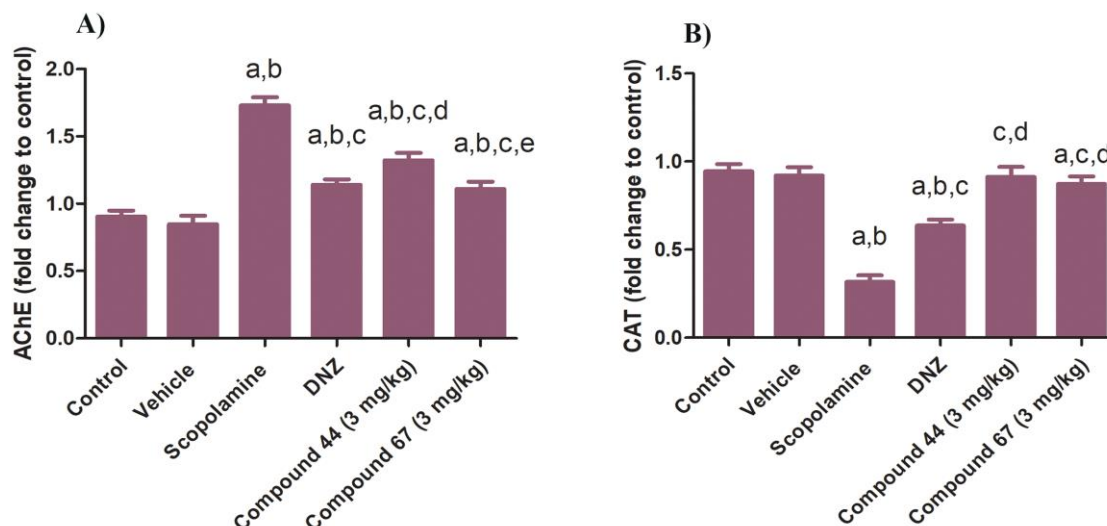 A)
AChE (fold change to control)
2.0
1.5
1.0
0.5
0.0
a,b
a,b,c
a,b,c,d
a,b,c,e
Control
Vehicle
Scopolamine
DNZ
Compound 44 (3 mg/kg)
Compound 67 (3 mg/kg)
B)
CAT (fold change to control)
1.5
1.0
0.5
0.0
a,b
a,b,c
c,d
a,c,d
Control
Vehicle
Scopolamine
DNZ
Compound 44 (3 mg/kg)
Compound 67 (3 mg/kg)